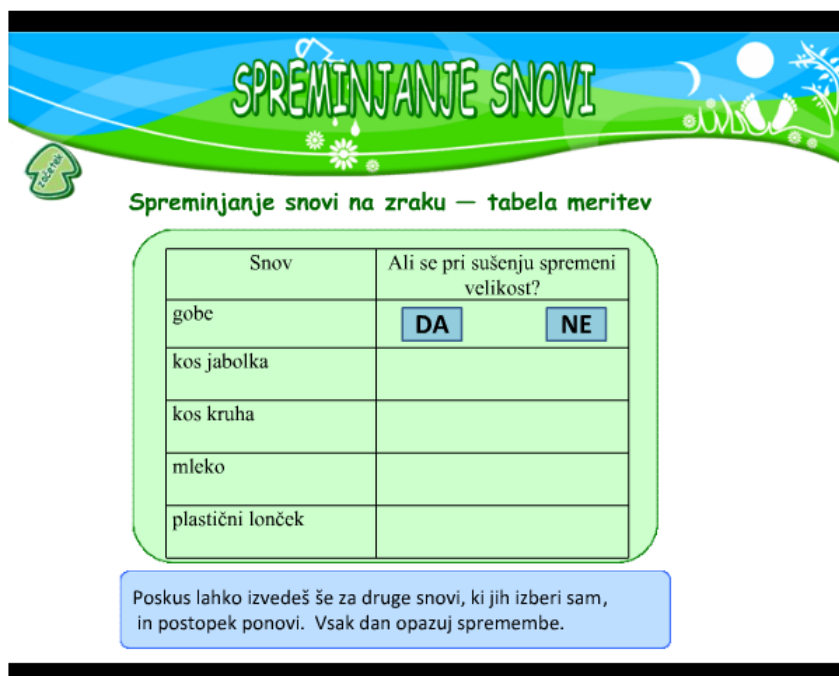 SPREMINJANJE SNOVI
začetek
Spreminjanje snovi na zraku — tabela meritev
Snov
Ali se pri sušenju spremeni
velikost?
gobe
DA
NE
kos jabolka
kos kruha
mleko
plastični lonček
Poskus lahko izvedeš še za druge snovi, ki jih izberi sam,
in postopek ponovi. Vsak dan opazuj spremembe.